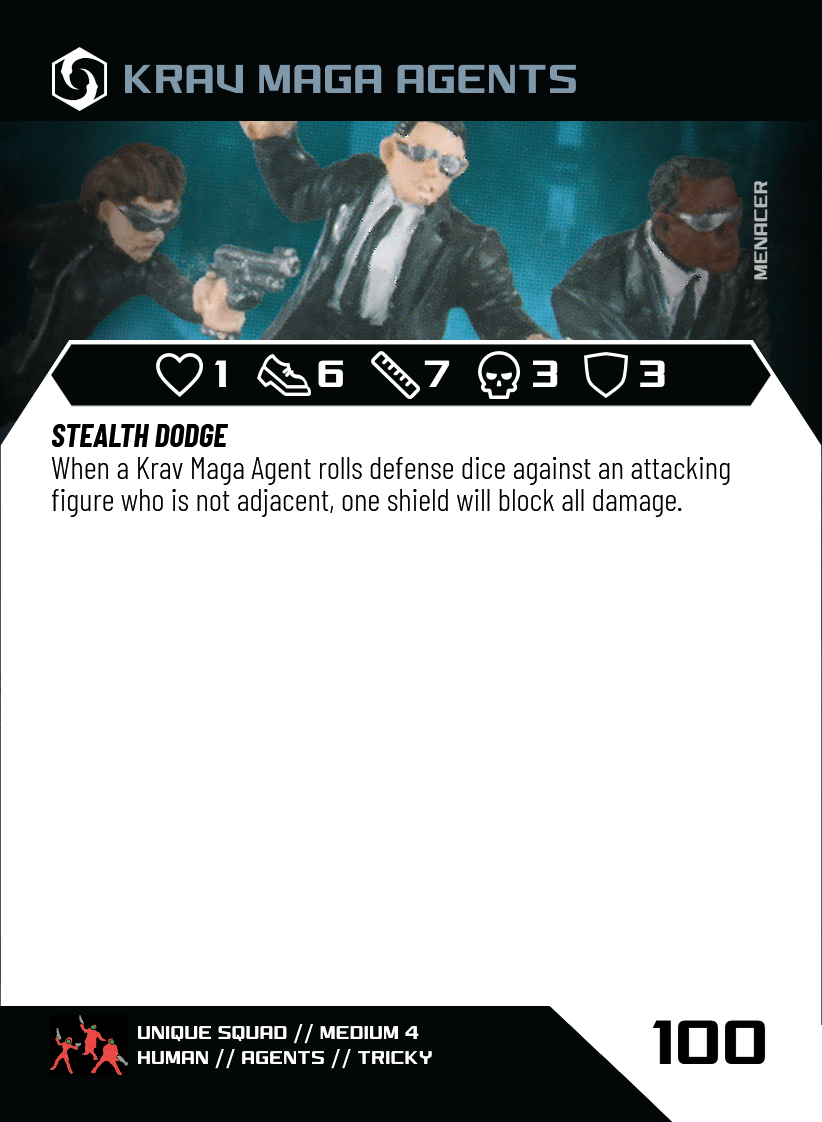 KRAV MAGA AGENTS
MENACER
1 6 7 3 3
STEALTH DODGE
When a Krav Maga Agent rolls defense dice against an attacking
figure who is not adjacent, one shield will block all damage.
UNIQUE SQUAD // MEDIUM 4
HUMAN // AGENTS // TRICKY
100